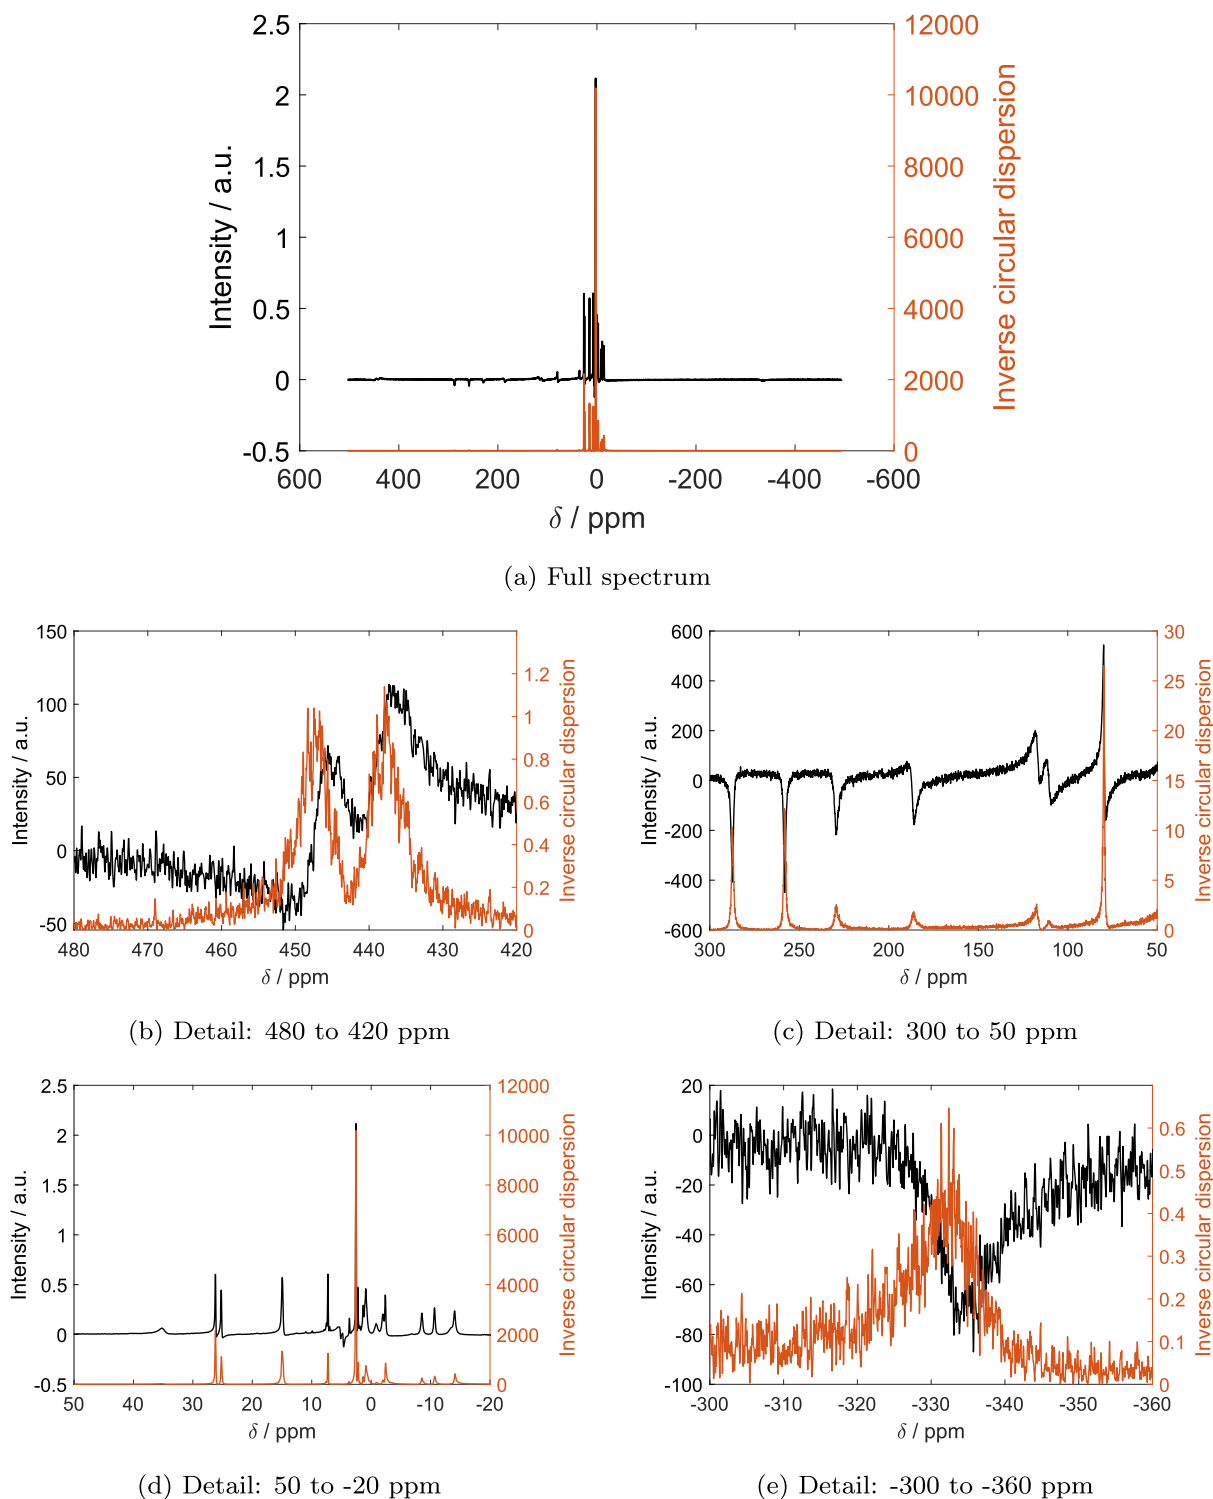 2.5
2
1.5
1
0.5
0
-0.5
Intensity / a.u.
12000
10000
8000
6000
4000
2000
0
Inverse circular dispersion
600 400 200 0 -200 -400 -600
δ / ppm
(a) Full spectrum
150
100
50
0
-50
Intensity / a.u.
1.2
1
0.8
0.6
0.4
0.2
0
Inverse circular dispersion
480 470 460 450 440 430 420
δ / ppm
(b) Detail: 480 to 420 ppm
600
400
200
0
-200
-400
-600
Intensity / a.u.
30
25
20
15
10
5
0
Inverse circular dispersion
300 250 200 150 100 50
δ / ppm
(c) Detail: 300 to 50 ppm
2.5
2
1.5
1
0.5
0
-0.5
Intensity / a.u.
12000
10000
8000
6000
4000
2000
0
Inverse circular dispersion
50 40 30 20 10 0 -10 -20
δ / ppm
(d) Detail: 50 to -20 ppm
20
0
-20
-40
-60
-80
-100
Intensity / a.u.
0.6
0.5
0.4
0.3
0.2
0.1
0
Inverse circular dispersion
-300 -310 -320 -330 -340 -350 -360
δ / ppm
(e) Detail: -300 to -360 ppm